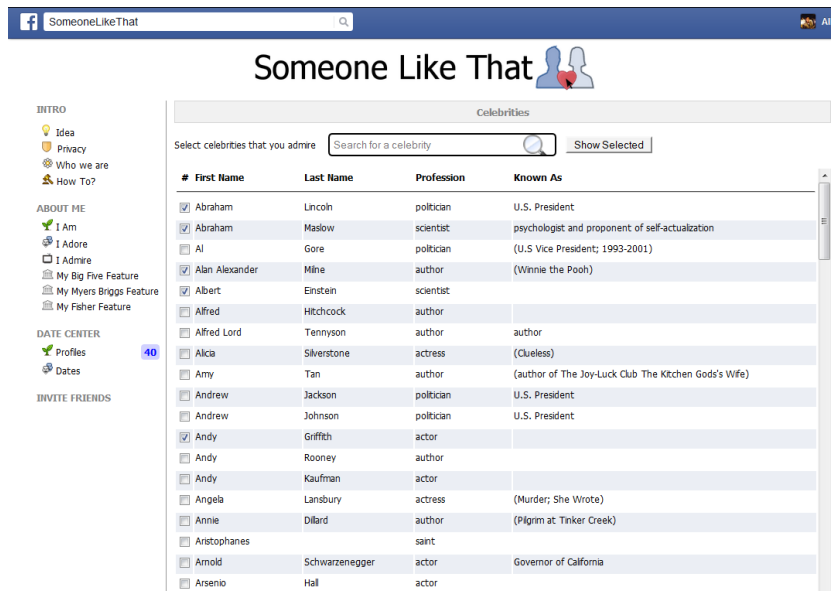 SomeoneLikeThat
Al
Someone Like That
INTRO
Idea
Privacy
Who we are
How To?
ABOUT ME
I Am
I Adore
I Admire
My Big Five Feature
My Myers Briggs Feature
My Fisher Feature
DATE CENTER
Profiles 40
Dates
INVITE FRIENDS
Celebrities
Select celebrities that you admire Search for a celebrity Show Selected
# First Name Last Name Profession Known As
Abraham Lincoln politician U.S. President
Abraham Maslow scientist psychologist and proponent of self-actualization
Al Gore politician (U.S Vice President; 1993-2001)
Alan Alexander Milne author (Winnie the Pooh)
Albert Einstein scientist
Alfred Hitchcock author
Alfred Lord Tennyson author author
Alicia Silverstone actress (Clueless)
Amy Tan author (author of The Joy-Luck Club The Kitchen Gods's Wife)
Andrew Jackson politician U.S. President
Andrew Johnson politician U.S. President
Andy Griffith actor
Andy Rooney author
Andy Kaufman actor
Angela Lansbury actress (Murder; She Wrote)
Annie Dillard author (Pilgrim at Tinker Creek)
Aristophanes saint
Arnold Schwarzenegger actor Governor of California
Arsenio Hall actor